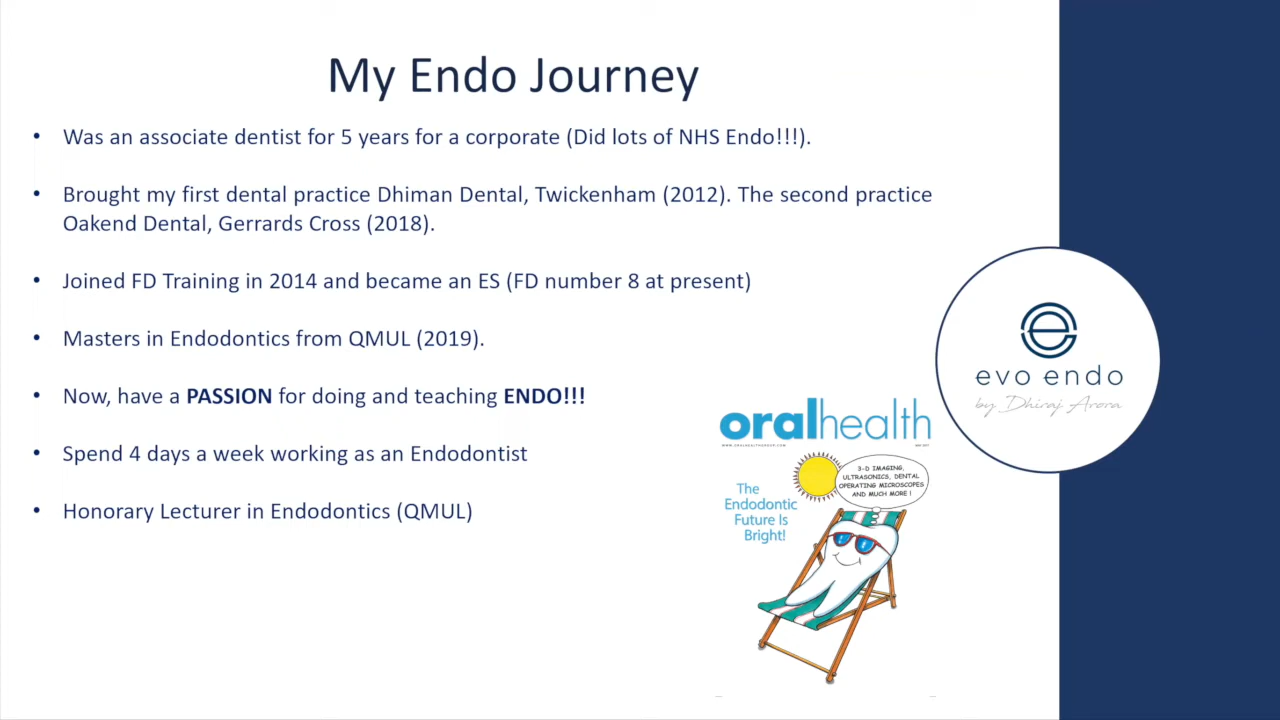 My Endo Journey
• Was an associate dentist for 5 years for a corporate (Did lots of NHS Endo!!!).
• Brought my first dental practice Dhiman Dental, Twickenham (2012). The second practice
Oakend Dental, Gerrards Cross (2018).
• Joined FD Training in 2014 and became an ES (FD number 8 at present)
• Masters in Endodontics from QMUL (2019).
• Now, have a PASSION for doing and teaching ENDO!!!
• Spend 4 days a week working as an Endodontist
• Honorary Lecturer in Endodontics (QMUL)
evo endo
by Dhiraj Arora
oralhealth
3-D IMAGING,
ULTRASONICS, DENTAL
OPERATING MICROSCOPES
AND MUCH MORE !
The
Endodontic
Future Is
Bright!